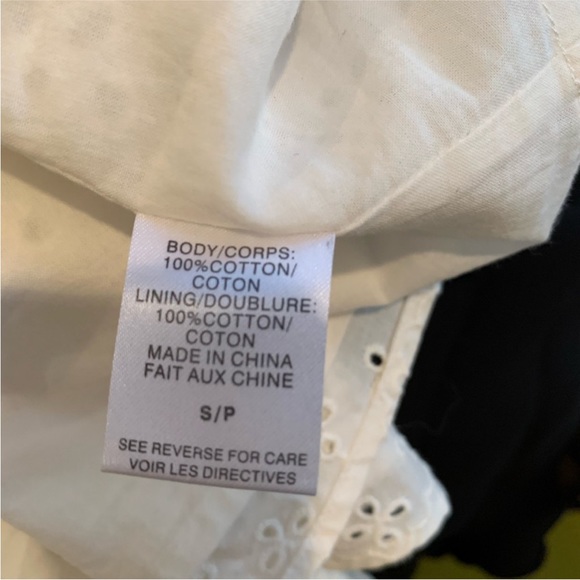 BODY/CORPS:
100%COTTON/
COTON
LINING/DOUBLURE:
100%COTTON/
COTON
MADE IN CHINA
FAIT AUX CHINE
S/P
SEE REVERSE FOR CARE
VOIR LES DIRECTIVES